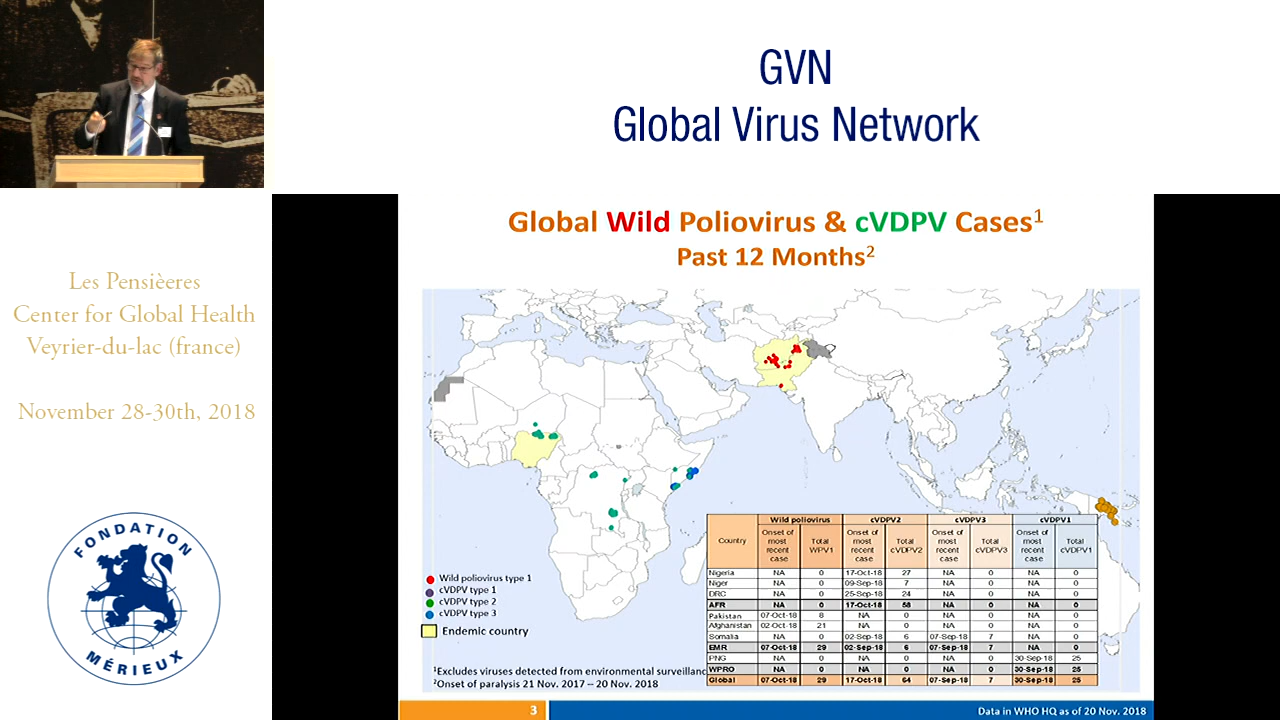 GVN
Global Virus Network
Les Pensièeres
Center for Global Health
Veyrier-du-lac (france)
November 28-30th, 2018
FONDATION
MÉRIEUX
Global Wild Poliovirus & cVDPV Cases¹
Past 12 Months²
Wild poliovirus type 1
cVDPV type 1
cVDPV type 2
cVDPV type 3
Endemic country
Wild poliovirus cVDPV2 cVDPV3 cVDPV1
Country Onset of most recent case Total WPV1 Onset of most recent case Total cVDPV2 Onset of most recent case Total cVDPV3 Onset of most recent case Total cVDPV1
Nigeria NA 0 17-Oct-18 27 NA 0 NA 0
Niger NA 0 09-Sep-18 7 NA 0 NA 0
DRC NA 0 25-Sep-18 24 NA 0 NA 0
AFR NA 0 17-Oct-18 58 NA 0 NA 0
Pakistan 07-Oct-18 8 NA 0 NA 0 NA 0
Afghanistan 02-Oct-18 21 NA 0 NA 0 NA 0
Somalia NA 0 02-Sep-18 6 07-Sep-18 7 NA 0
EMR 07-Oct-18 29 02-Sep-18 6 07-Sep-18 7 NA 0
PNG NA 0 NA 0 NA 0 30-Sep-18 25
WPRO NA 0 NA 0 NA 0 30-Sep-18 25
Global 07-Oct-18 29 17-Oct-18 64 07-Sep-18 7 30-Sep-18 25
¹Excludes viruses detected from environmental surveillanc
²Onset of paralysis 21 Nov. 2017 – 20 Nov. 2018
3
Data in WHO HQ as of 20 Nov. 2018